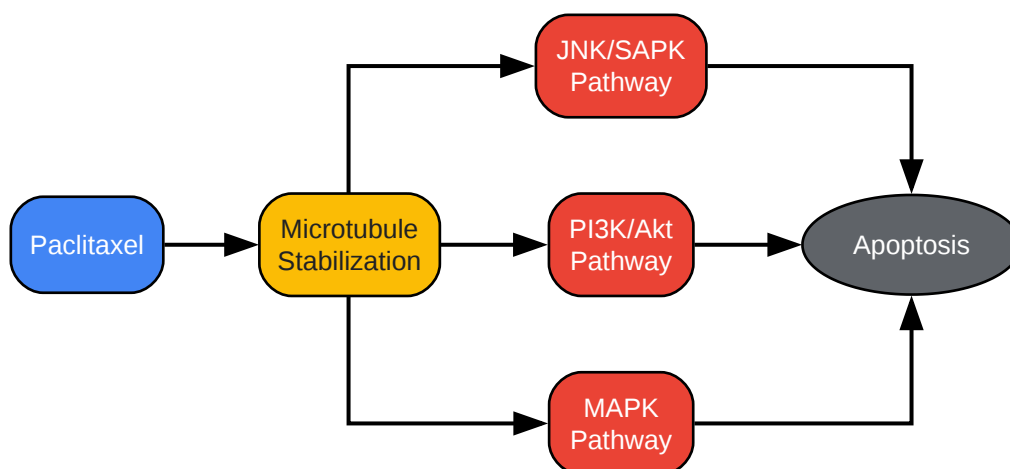 Paclitaxel
Microtubule
Stabilization
JNK/SAPK
Pathway
PI3K/Akt
Pathway
MAPK
Pathway
Apoptosis